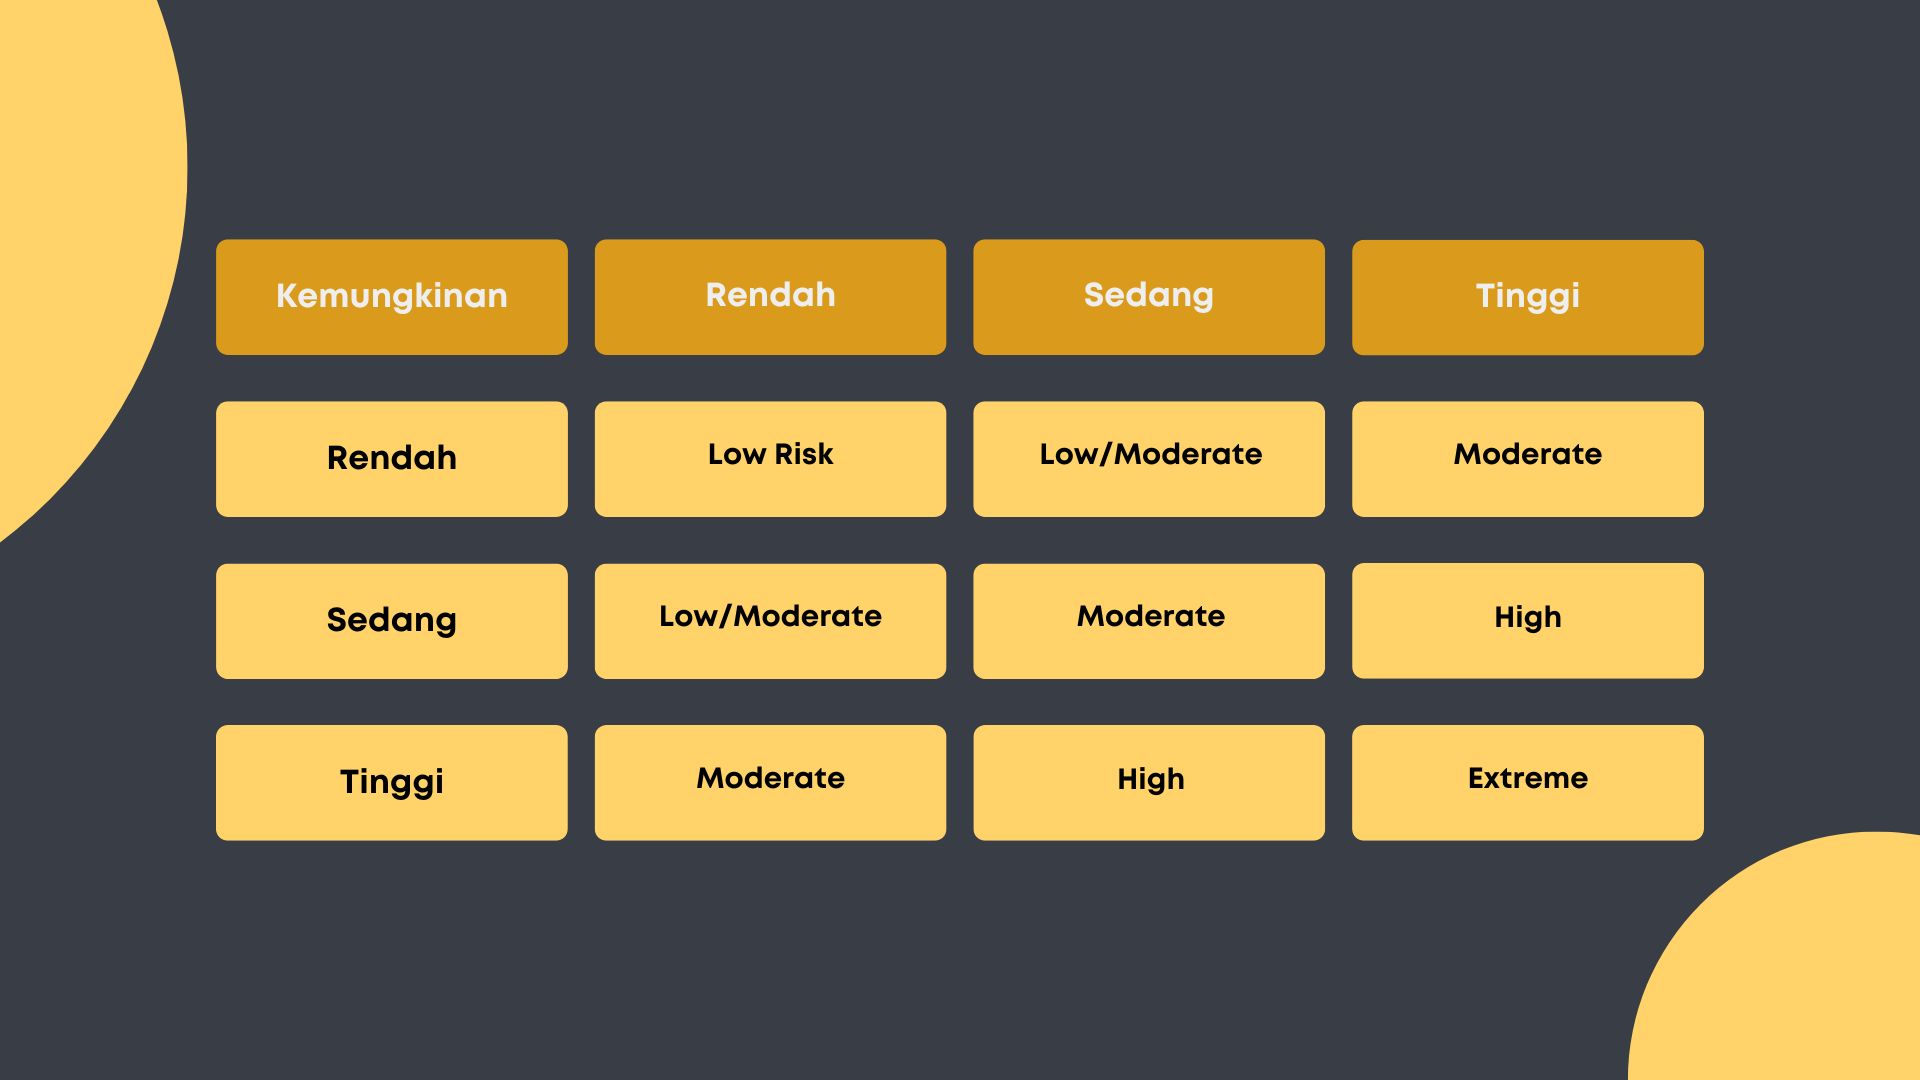 Kemungkinan
Rendah
Sedang
Tinggi
Rendah
Low Risk
Low/Moderate
Moderate
Sedang
Low/Moderate
Moderate
High
Tinggi
Moderate
High
Extreme